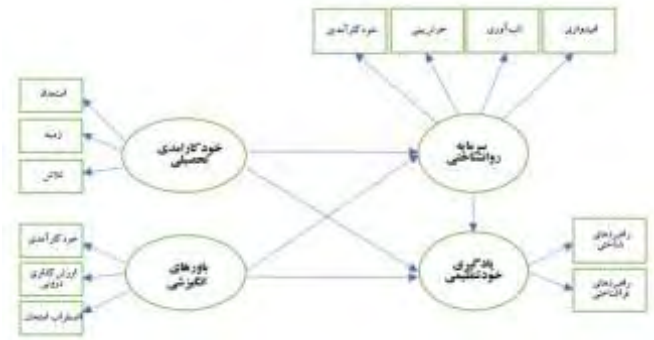 خودکارآمدی
خوش‌بینی
تاب‌آوری
امیدواری
استعداد
زمینه
تلاش
خودکارآمدی
تحصیلی
سرمایه
روانشناختی
خودکارآمدی
ارزش‌گذاری
درونی
اضطراب امتحان
باورهای
انگیزشی
یادگیری
خودتنظیمی
راهبردهای
شناختی
راهبردهای
فراشناختی